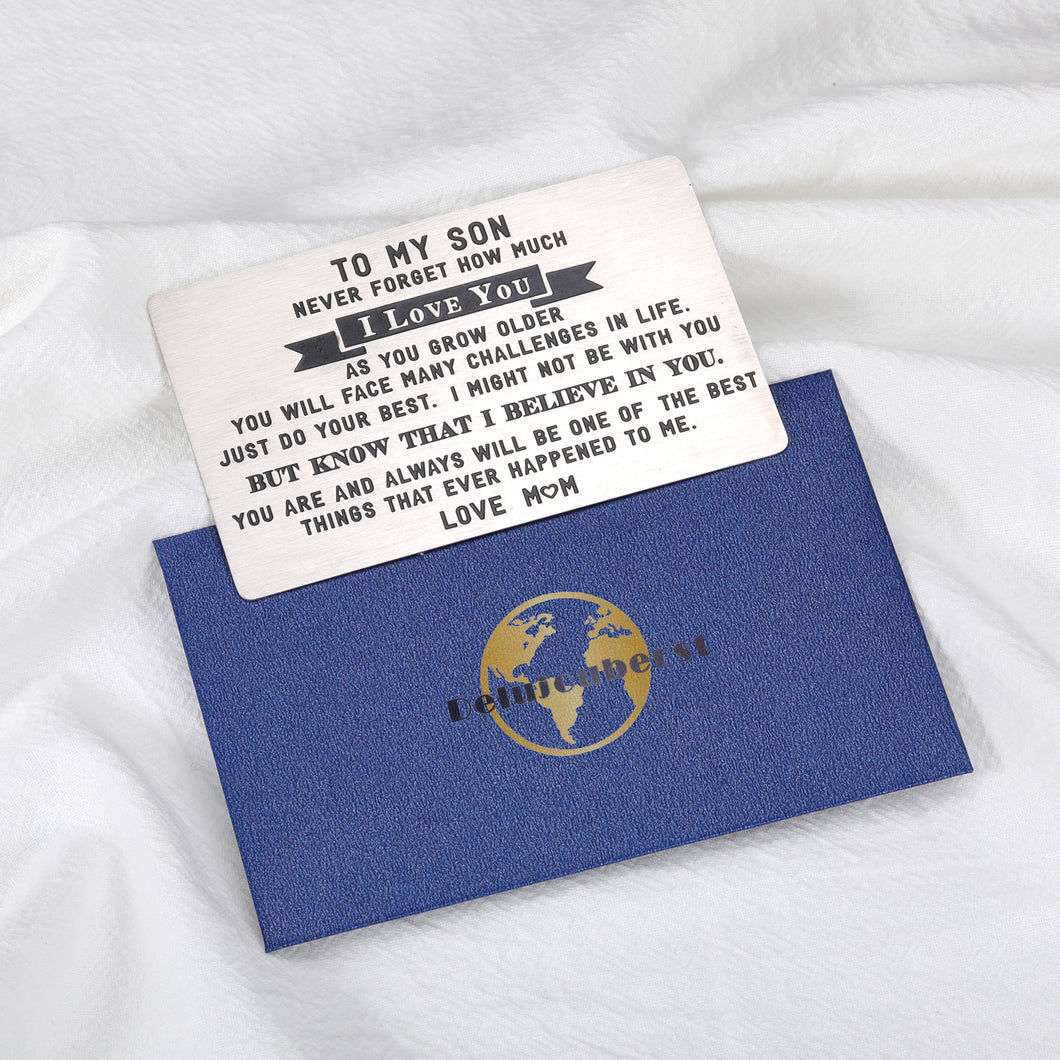 TO MY SON
NEVER FORGET HOW MUCH
I LOVE YOU
AS YOU GROW OLDER
YOU WILL FACE MANY CHALLENGES IN LIFE.
JUST DO YOUR BEST. I MIGHT NOT BE WITH YOU
BUT KNOW THAT I BELIEVE IN YOU.
YOU ARE AND ALWAYS WILL BE ONE OF THE BEST
THINGS THAT EVER HAPPENED TO ME.
LOVE M♡M
Delujcuberst